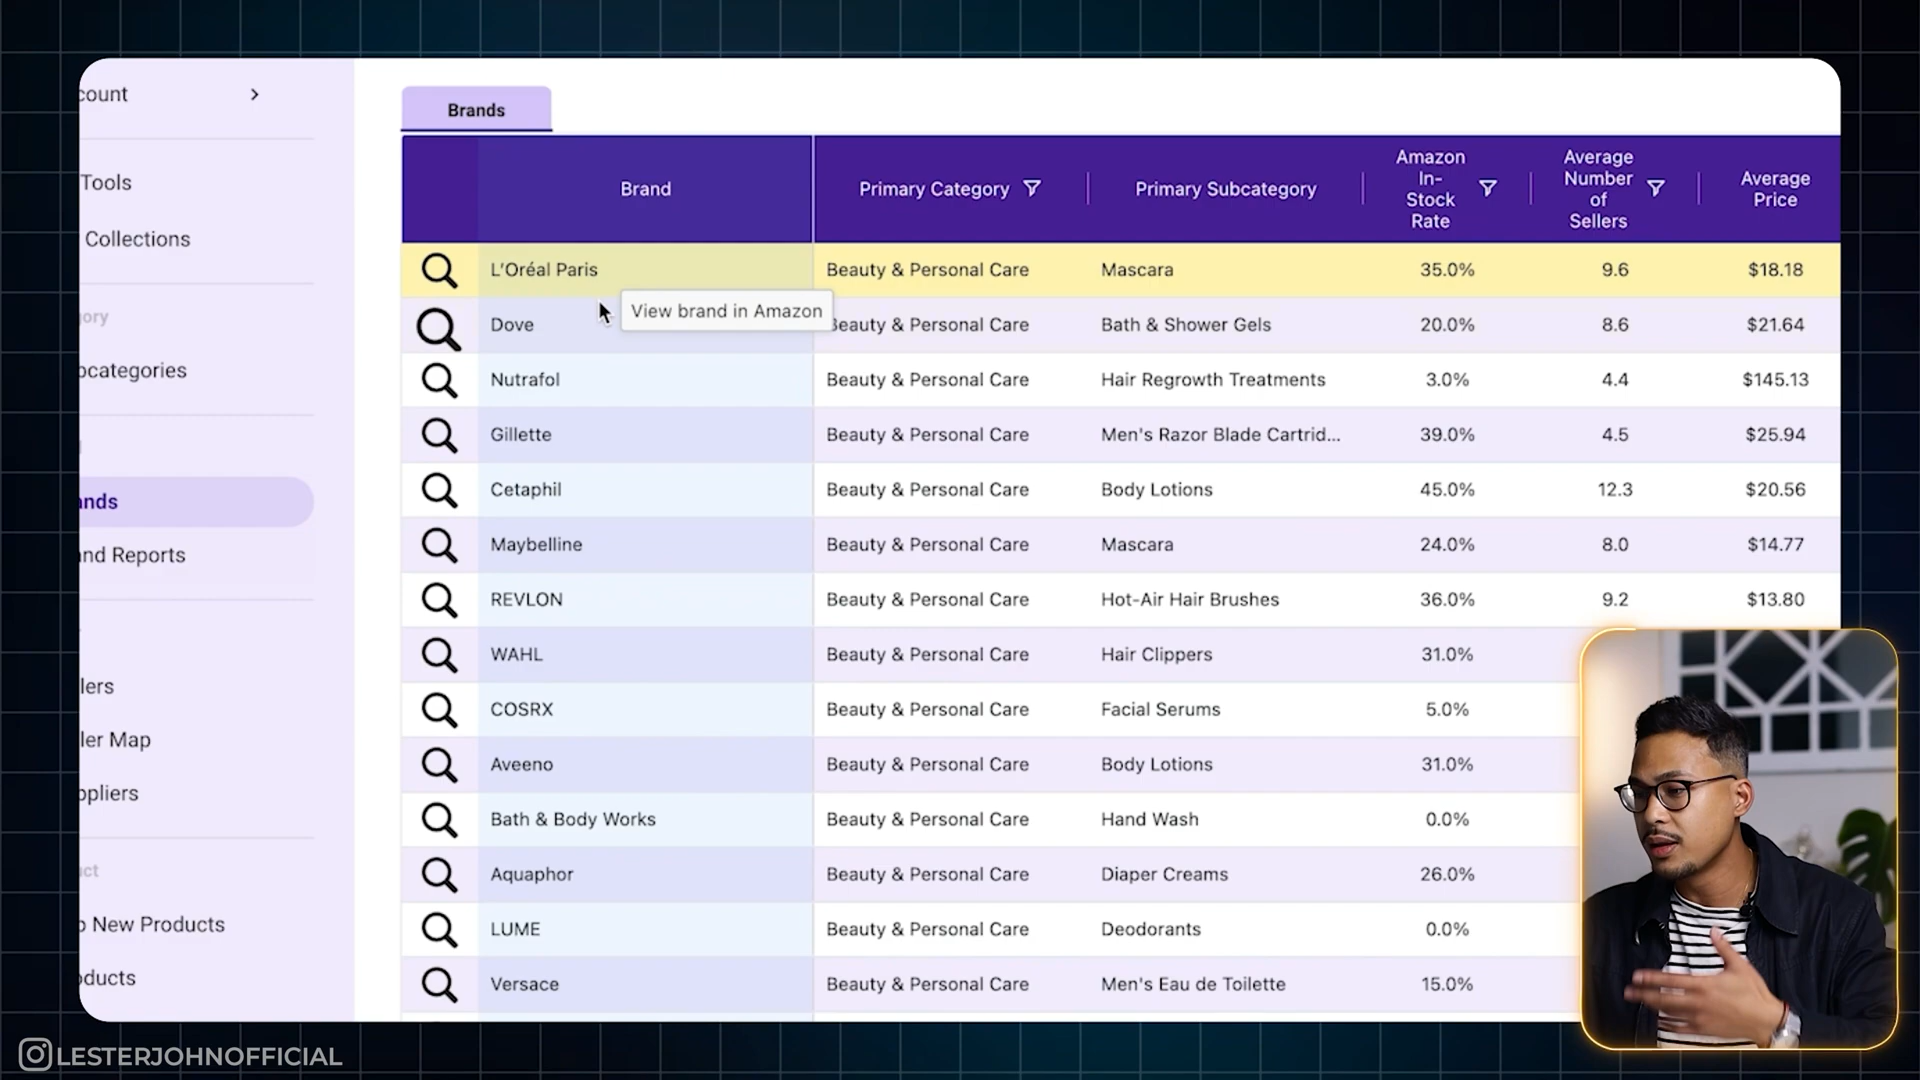 count
Tools
Collections
gory
ocategories
ands
and Reports
lers
ler Map
ppliers
uct
p New Products
oducts
Brands
Brand
Primary Category
Primary Subcategory
Amazon
In-
Stock
Rate
Average
Number
of
Sellers
Average
Price
L'Oréal Paris Beauty & Personal Care Mascara 35.0% 9.6 $18.18
View brand in Amazon
Dove Beauty & Personal Care Bath & Shower Gels 20.0% 8.6 $21.64
Nutrafol Beauty & Personal Care Hair Regrowth Treatments 3.0% 4.4 $145.13
Gillette Beauty & Personal Care Men's Razor Blade Cartrid... 39.0% 4.5 $25.94
Cetaphil Beauty & Personal Care Body Lotions 45.0% 12.3 $20.56
Maybelline Beauty & Personal Care Mascara 24.0% 8.0 $14.77
REVLON Beauty & Personal Care Hot-Air Hair Brushes 36.0% 9.2 $13.80
WAHL Beauty & Personal Care Hair Clippers 31.0%
COSRX Beauty & Personal Care Facial Serums 5.0%
Aveeno Beauty & Personal Care Body Lotions 31.0%
Bath & Body Works Beauty & Personal Care Hand Wash 0.0%
Aquaphor Beauty & Personal Care Diaper Creams 26.0%
LUME Beauty & Personal Care Deodorants 0.0%
Versace Beauty & Personal Care Men's Eau de Toilette 15.0%
LESTERJOHNOFFICIAL